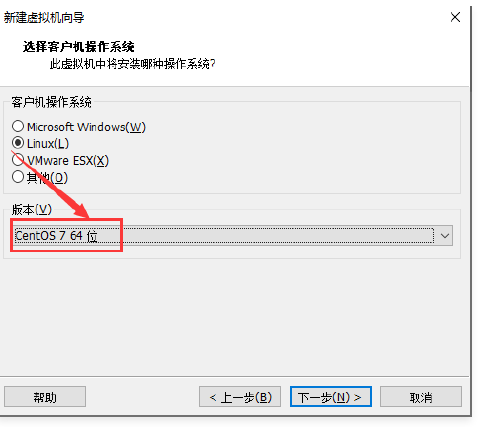 新建虚拟机向导
选择客户机操作系统
此虚拟机中将安装哪种操作系统?
客户机操作系统
Microsoft Windows(W)
Linux(L)
VMware ESX(X)
其他(O)
版本(V)
CentOS 7 64 位
帮助
< 上一步(B)
下一步(N) >
取消